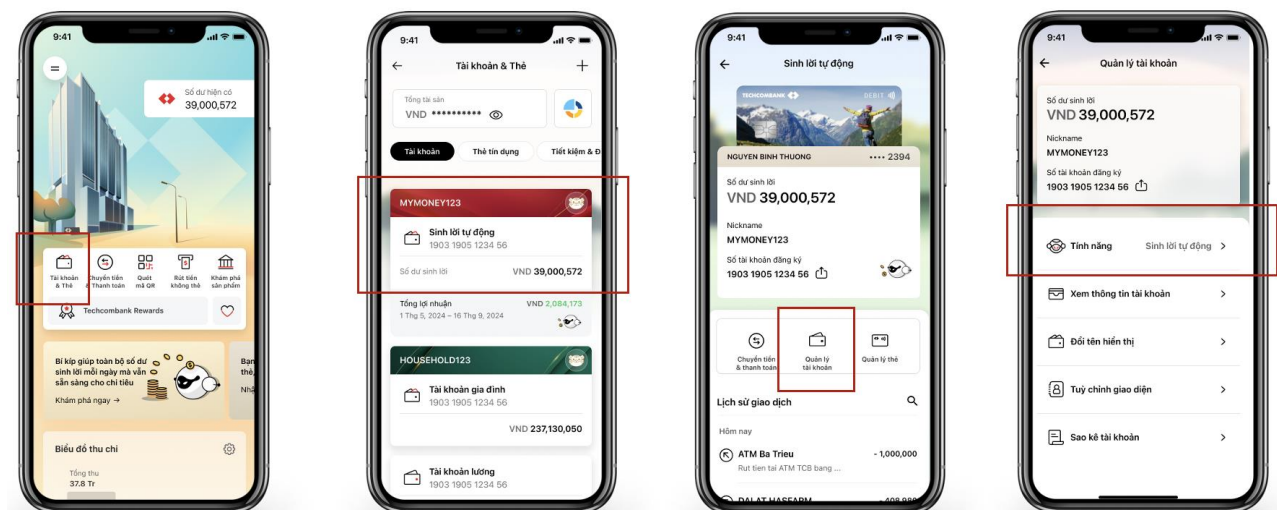 9:41
Số dư hiện có
39,000,572
Tài khoản & Thẻ
Chuyển tiền & Thanh toán
Quét mã QR
Rút tiền không thẻ
Khám phá sản phẩm
Techcombank Rewards
Bí kíp giúp toàn bộ số dư
sinh lời mỗi ngày mà vẫn
sẵn sàng cho chi tiêu
Khám phá ngay →
Bạn
thẻ,
Biểu đồ thu chi
Tổng thu
37.8 Tr
9:41
Tài khoản & Thẻ
Tổng tài sản
VND **********
Tài khoản
Thẻ tín dụng
Tiết kiệm & Đ
MYMONEY123
Sinh lời tự động
1903 1905 1234 56
Số dư sinh lời
VND 39,000,572
Tổng lợi nhuận
VND 2,084,173
1 Thg 5, 2024 – 16 Thg 9, 2024
HOUSEHOLD123
Tài khoản gia đình
1903 1905 1234 56
VND 237,130,050
Tài khoản lương
1903 1905 1234 56
9:41
Sinh lời tự động
TECHCOMBANK
DEBIT
NGUYEN BINH THUONG
•••• 2394
Số dư sinh lời
VND 39,000,572
Nickname
MYMONEY123
Số tài khoản đăng ký
1903 1905 1234 56
Chuyển tiền
& thanh toán
Quản lý
tài khoản
Quản lý thẻ
Lịch sử giao dịch
Hôm nay
ATM Ba Trieu
- 1,000,000
Rut tien tai ATM TCB bang ...
DALAT HASFARM
9:41
Quản lý tài khoản
Số dư sinh lời
VND 39,000,572
Nickname
MYMONEY123
Số tài khoản đăng ký
1903 1905 1234 56
Tính năng
Sinh lời tự động
Xem thông tin tài khoản
Đổi tên hiển thị
Tuỳ chỉnh giao diện
Sao kê tài khoản